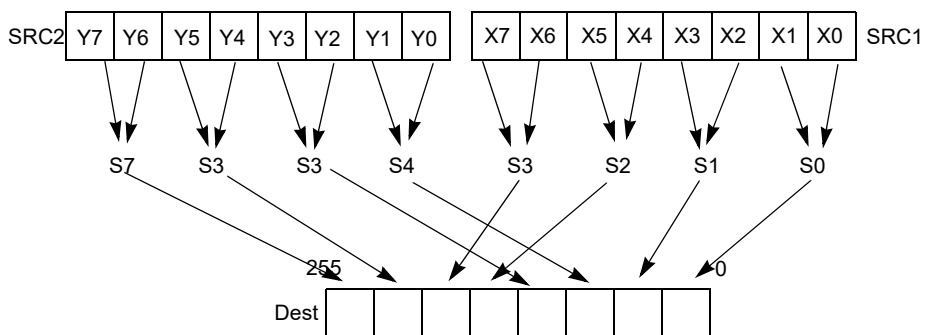 SRC2 Y7 Y6 Y5 Y4 Y3 Y2 Y1 Y0 X7 X6 X5 X4 X3 X2 X1 X0 SRC1
S7 S3 S3 S4 S3 S2 S1 S0
255 0
Dest